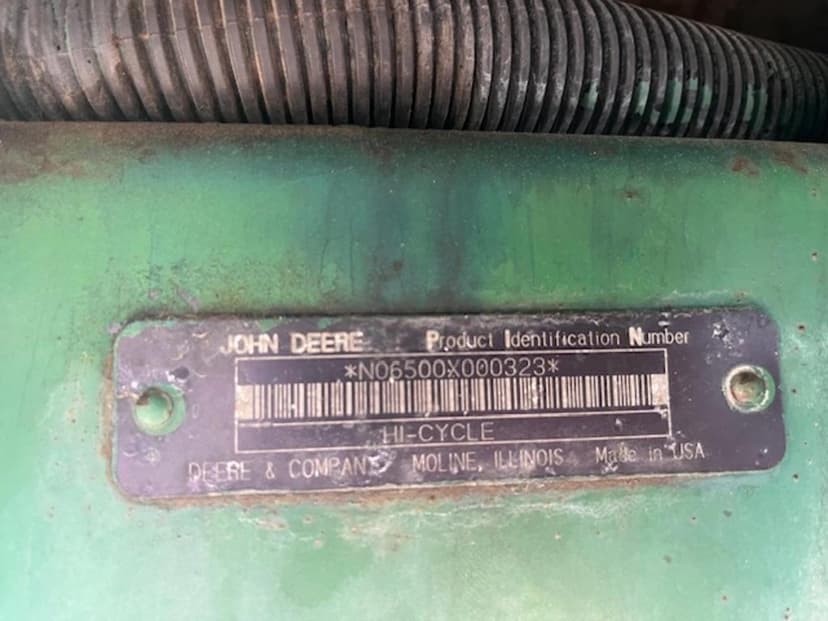 JOHN DEERE Product Identification Number
*N06500X000323*
HI-CYCLE
DEERE & COMPANY MOLINE, ILLINOIS Made in USA